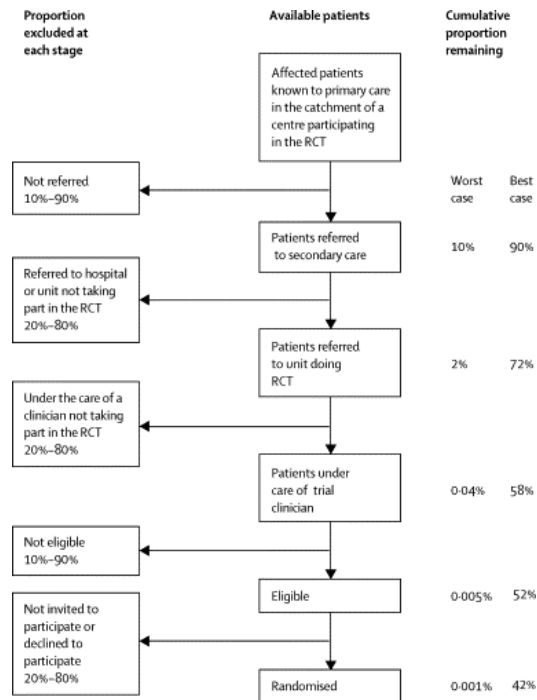 Proportion
excluded at
each stage
Available patients
Cumulative
proportion
remaining
Affected patients
known to primary care
in the catchment of a
centre participating
in the RCT
Not referred
10%–90%
Worst
case
Best
case
Patients referred
to secondary care
10%
90%
Referred to hospital
or unit not taking
part in the RCT
20%–80%
Patients referred
to unit doing
RCT
2%
72%
Under the care of a
clinician not taking
part in the RCT
20%–80%
Patients under
care of trial
clinician
0·04%
58%
Not eligible
10%–90%
Eligible
0·005%
52%
Not invited to
participate or
declined to
participate
20%–80%
Randomised
0·001%
42%